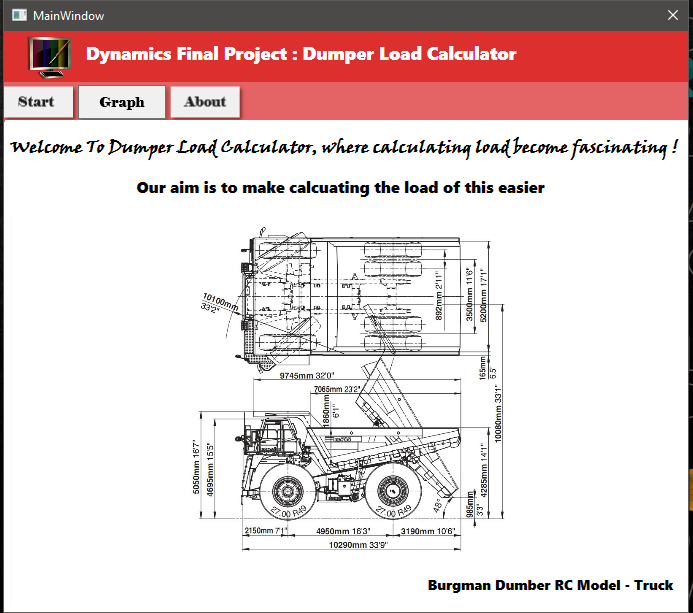 MainWindow
Dynamics Final Project : Dumper Load Calculator
Start Graph About
Welcome To Dumper Load Calculator, where calculating load become fascinating !
Our aim is to make calcuating the load of this easier
10100mm
33'2"
892mm 2'11"
3500mm 11'6"
5200mm 17'1"
165mm
6.5"
9745mm 32'0"
7065mm 23'2"
1860mm
6'1"
10080mm 33'1"
5050mm 16'7"
4695mm 15'5"
4285mm 14'1"
27.00 R49
27.00 R49
48°
985mm
3'3"
2150mm 7'1"
4950mm 16'3"
3190mm 10'6"
10290mm 33'9"
Burgman Dumber RC Model - Truck